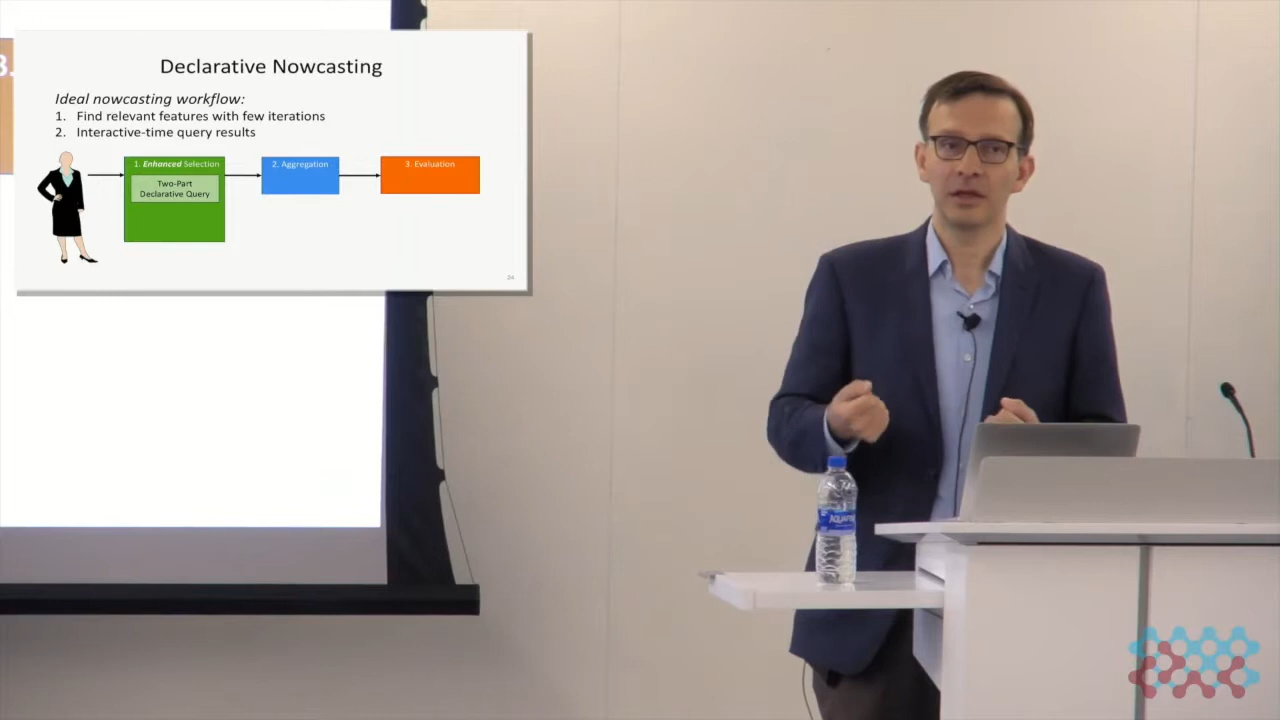 Declarative Nowcasting
Ideal nowcasting workflow:
1. Find relevant features with few iterations
2. Interactive-time query results
1. Enhanced Selection
Two-Part
Declarative Query
2. Aggregation
3. Evaluation